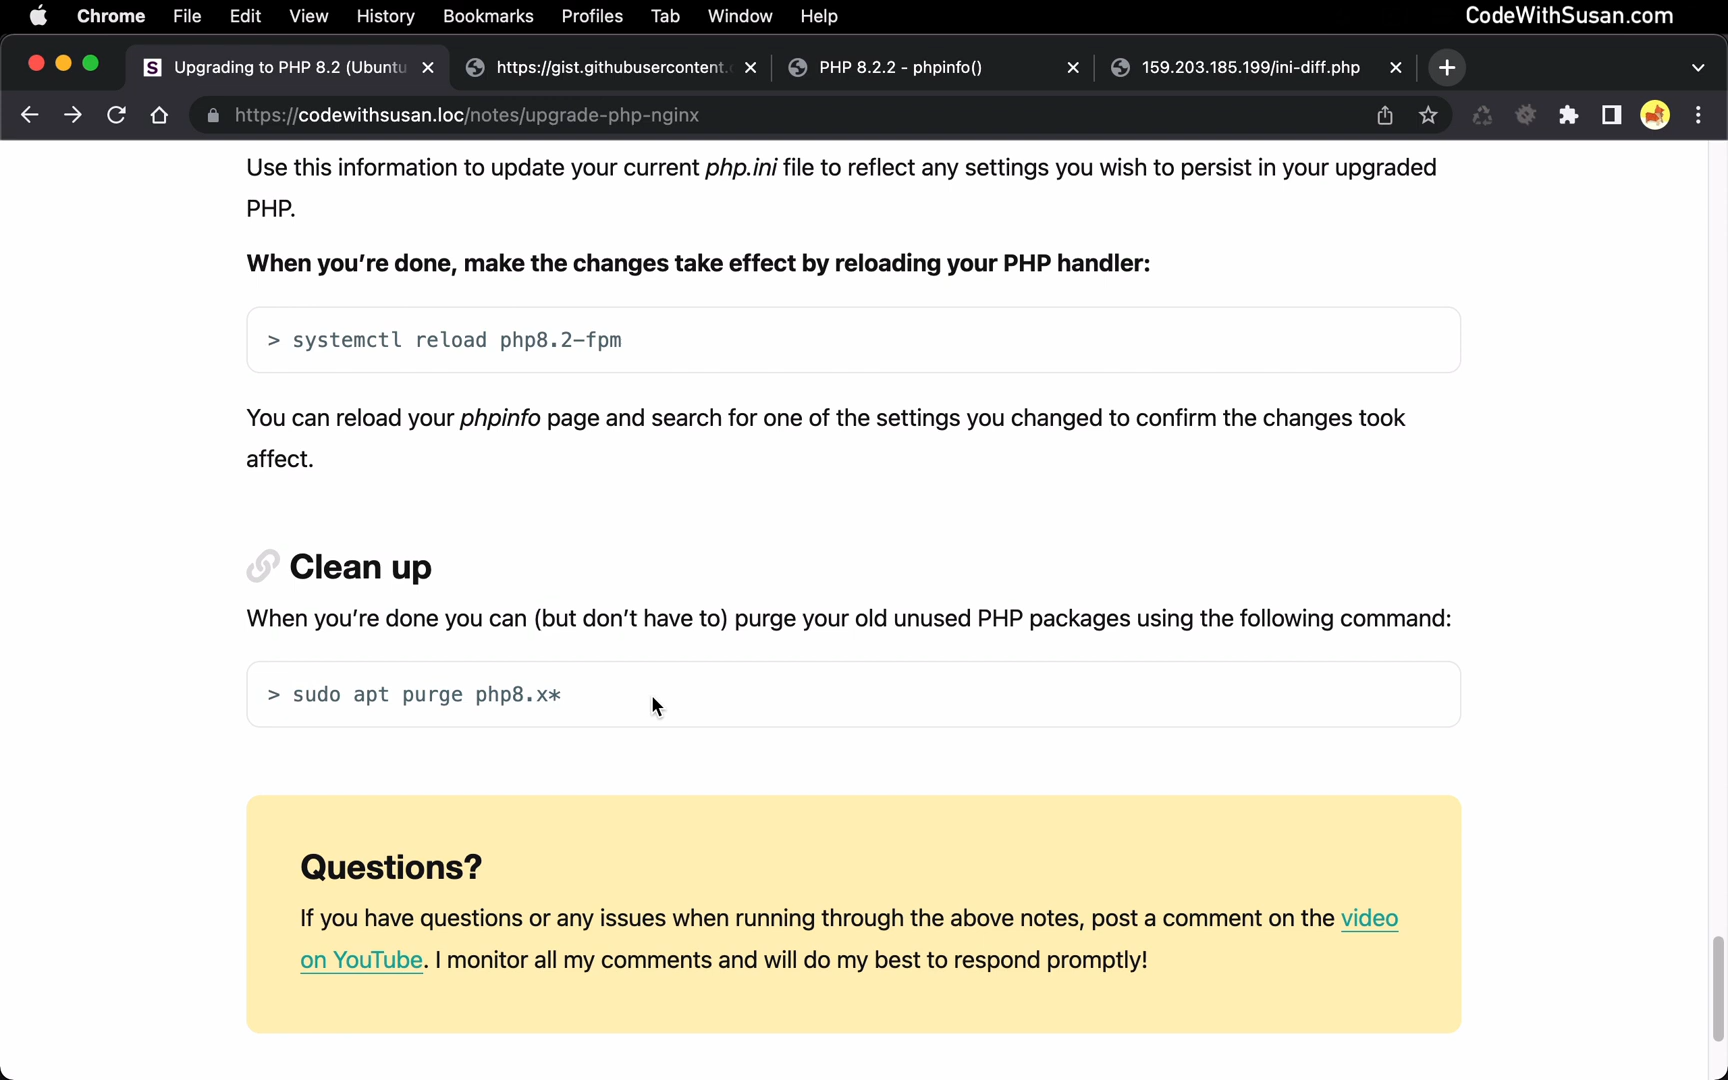 Chrome File Edit View History Bookmarks Profiles Tab Window Help CodeWithSusan.com
S Upgrading to PHP 8.2 (Ubuntu https://gist.githubusercontent. PHP 8.2.2 - phpinfo() 159.203.185.199/ini-diff.php
https://codewithsusan.loc/notes/upgrade-php-nginx
Use this information to update your current php.ini file to reflect any settings you wish to persist in your upgraded
PHP.
When you’re done, make the changes take effect by reloading your PHP handler:
> systemctl reload php8.2-fpm
You can reload your phpinfo page and search for one of the settings you changed to confirm the changes took
affect.
Clean up
When you’re done you can (but don’t have to) purge your old unused PHP packages using the following command:
> sudo apt purge php8.x*
Questions?
If you have questions or any issues when running through the above notes, post a comment on the video
on YouTube. I monitor all my comments and will do my best to respond promptly!